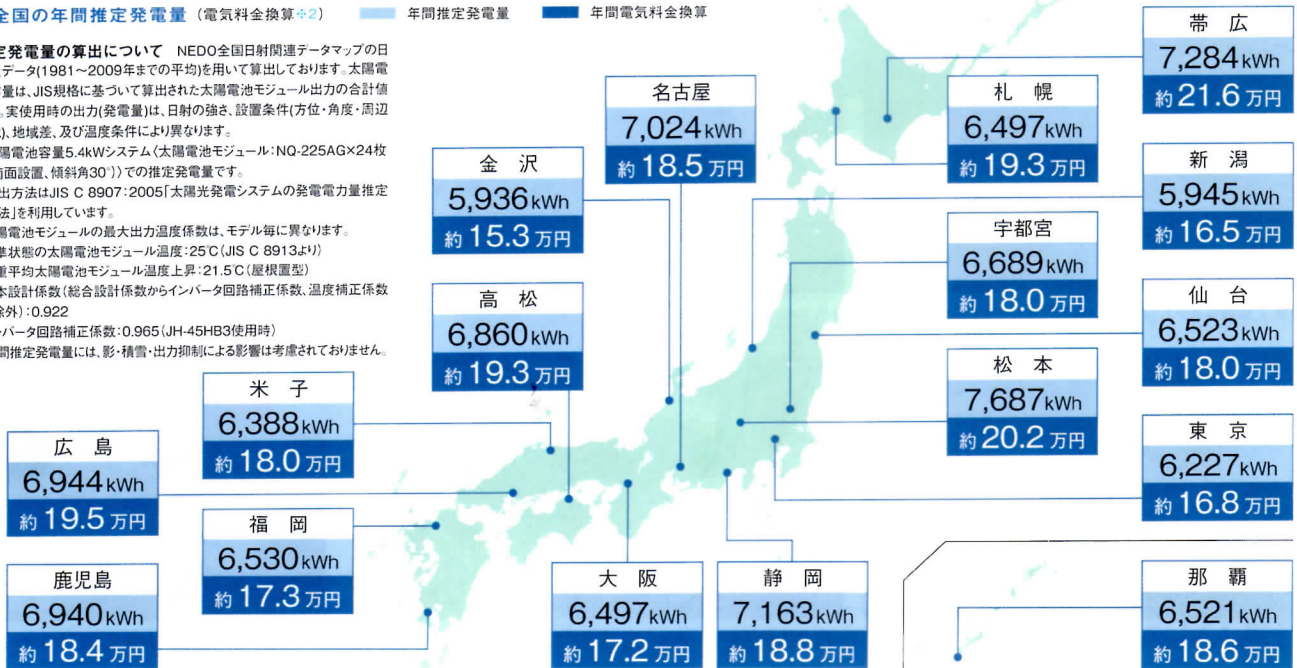 全国の年間推定発電量（電気料金換算※2） 年間推定発電量 年間電気料金換算
定発電量の算出について NEDO全国日射関連データマップの日
データ(1981～2009年までの平均)を用いて算出しております。太陽電
量は、JIS規格に基づいて算出された太陽電池モジュール出力の合計値
。実使用時の出力(発電量)は、日射の強さ、設置条件(方位・角度・周辺
)、地域差、及び温度条件により異なります。
陽電池容量5.4kWシステム〈太陽電池モジュール:NQ-225AG×24枚
面設置、傾斜角30°)〉での推定発電量です。
出方法はJIS C 8907:2005「太陽光発電システムの発電電力量推定
法」を利用しています。
陽電池モジュールの最大出力温度係数は、モデル毎に異なります。
準状態の太陽電池モジュール温度:25℃(JIS C 8913より)
重平均太陽電池モジュール温度上昇:21.5℃(屋根置型)
本設計係数(総合設計係数からインバータ回路補正係数、温度補正係数
除外):0.922
バータ回路補正係数:0.965(JH-45HB3使用時)
間推定発電量には、影・積雪・出力抑制による影響は考慮されておりません。
帯広
7,284kWh
約21.6万円
名古屋
7,024kWh
約18.5万円
札幌
6,497kWh
約19.3万円
金沢
5,936kWh
約15.3万円
新潟
5,945kWh
約16.5万円
宇都宮
6,689kWh
約18.0万円
高松
6,860kWh
約19.3万円
仙台
6,523kWh
約18.0万円
松本
7,687kWh
約20.2万円
米子
6,388kWh
約18.0万円
東京
6,227kWh
約16.8万円
広島
6,944kWh
約19.5万円
福岡
6,530kWh
約17.3万円
鹿児島
6,940kWh
約18.4万円
大阪
6,497kWh
約17.2万円
静岡
7,163kWh
約18.8万円
那覇
6,521kWh
約18.6万円